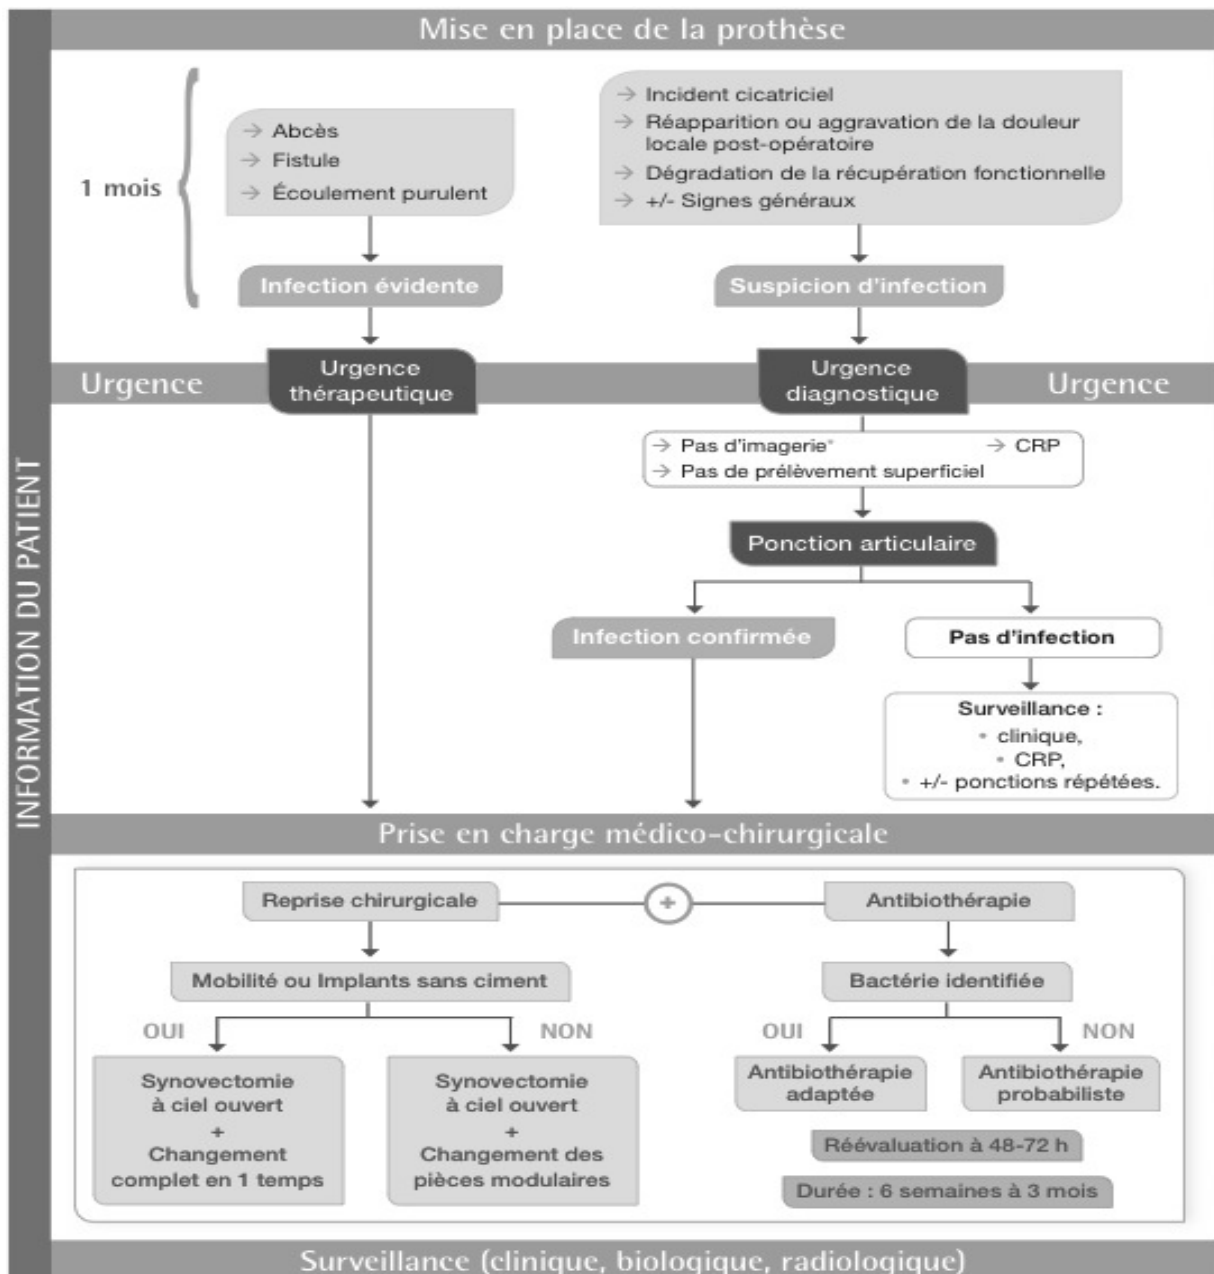 Mise en place de la prothèse
1 mois
→ Abcès
→ Fistule
→ Écoulement purulent
→ Incident cicatriciel
→ Réapparition ou aggravation de la douleur
locale post-opératoire
→ Dégradation de la récupération fonctionnelle
→ +/- Signes généraux
Infection évidente
Suspicion d'infection
Urgence
Urgence
thérapeutique
Urgence
diagnostique
Urgence
→ Pas d'imagerie*
→ CRP
→ Pas de prélèvement superficiel
Ponction articulaire
Infection confirmée
Pas d'infection
Surveillance :
• clinique,
• CRP,
• +/- ponctions répétées.
INFORMATION DU PATIENT
Prise en charge médico-chirurgicale
Reprise chirurgicale
+
Antibiothérapie
Mobilité ou Implants sans ciment
Bactérie identifiée
OUI
NON
OUI
NON
Synovectomie
à ciel ouvert
+
Changement
complet en 1 temps
Synovectomie
à ciel ouvert
+
Changement des
pièces modulaires
Antibiothérapie
adaptée
Antibiothérapie
probabiliste
Réévaluation à 48-72 h
Durée : 6 semaines à 3 mois
Surveillance (clinique, biologique, radiologique)